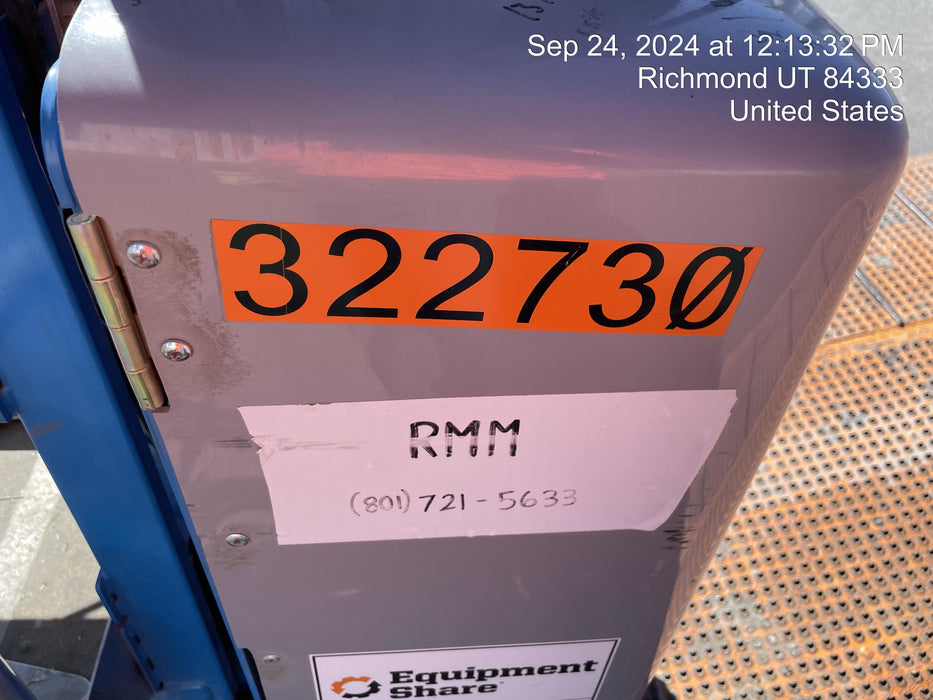 Sep 24, 2024 at 12:13:32 PM
Richmond UT 84333
United States
322730
RMM
(801) 721-5633
Equipment
Share